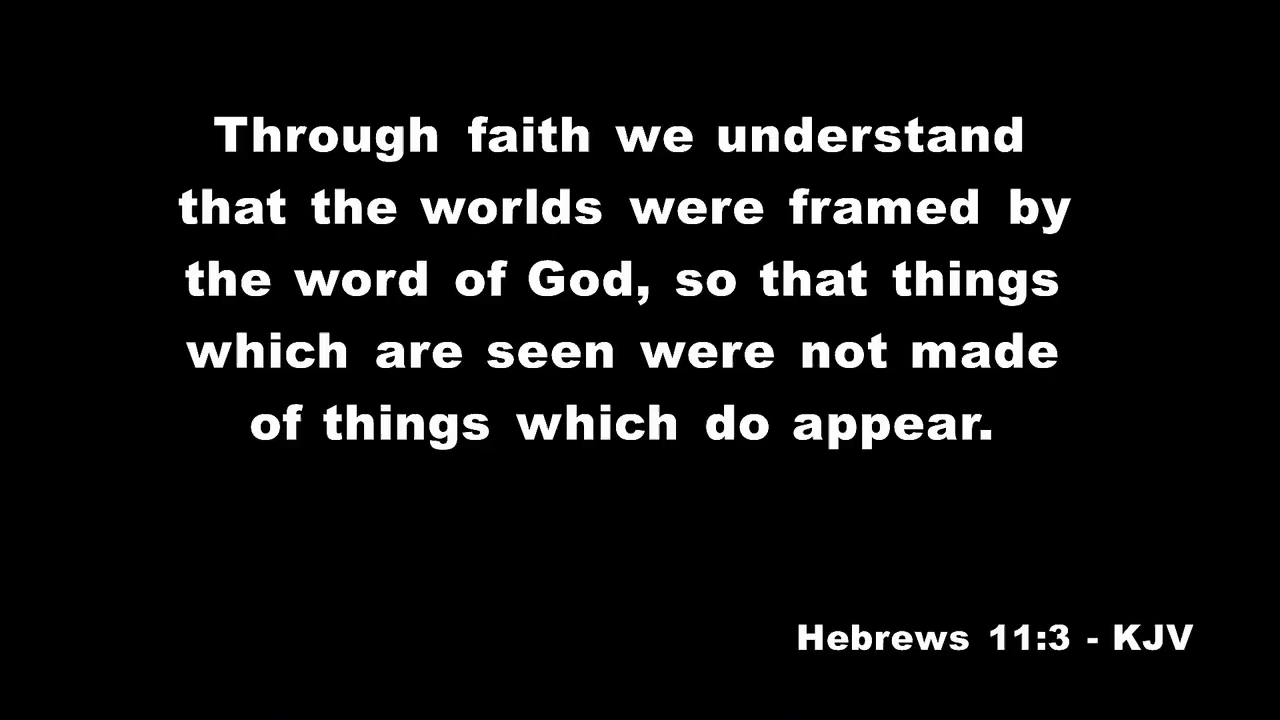 Through faith we understand
that the worlds were framed by
the word of God, so that things
which are seen were not made
of things which do appear.
Hebrews 11:3 - KJV